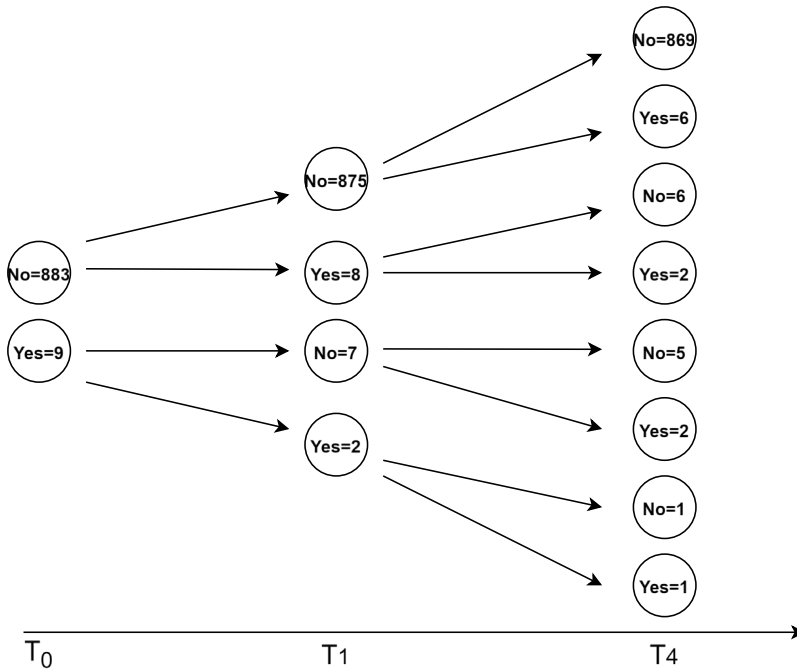 No=869
Yes=6
No=875
No=6
No=883
Yes=8
Yes=2
Yes=9
No=7
No=5
Yes=2
Yes=2
No=1
Yes=1
T0 T1 T4